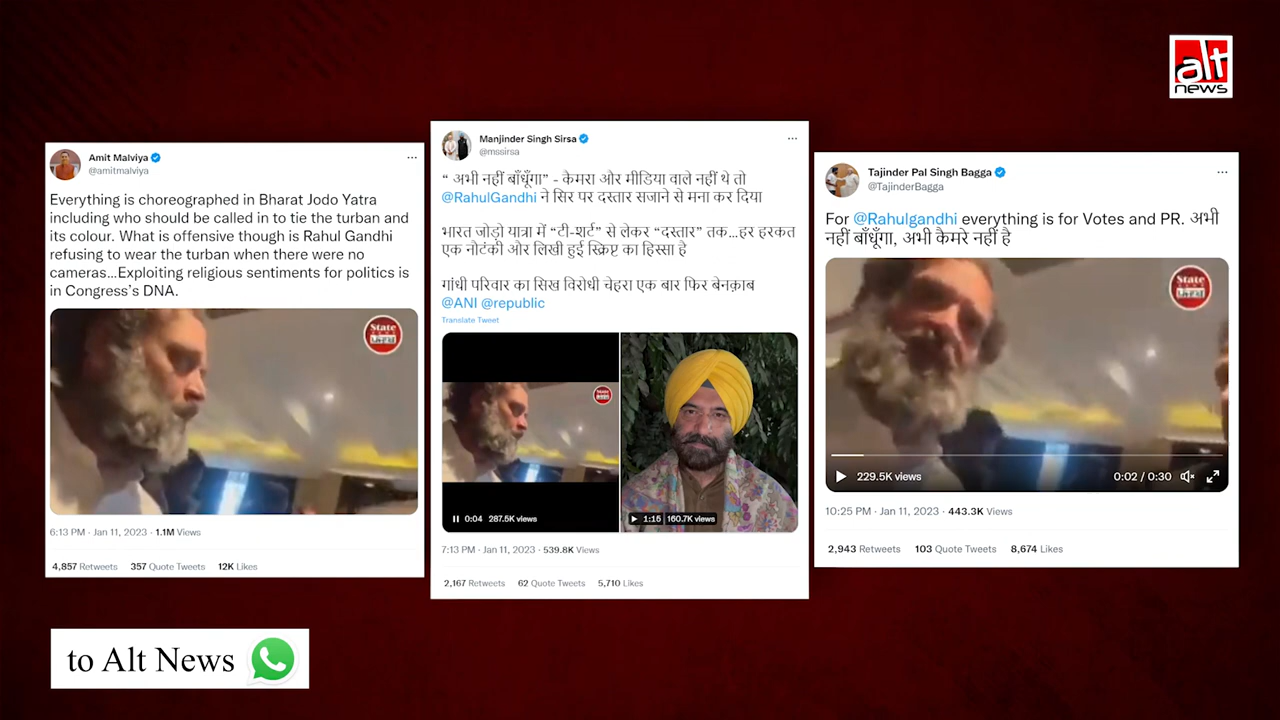 alt
news
Amit Malviya
@amitmalviya
Everything is choreographed in Bharat Jodo Yatra
including who should be called in to tie the turban and
its colour. What is offensive though is Rahul Gandhi
refusing to wear the turban when there were no
cameras...Exploiting religious sentiments for politics is
in Congress's DNA.
State
6:13 PM · Jan 11, 2023 · 1.1M Views
4,857 Retweets 357 Quote Tweets 12K Likes
Manjinder Singh Sirsa
@mssirsa
“ अभी नहीं बाँधूँगा” - कैमरा और मीडिया वाले नहीं थे तो
@RahulGandhi ने सिर पर दस्तार सजाने से मना कर दिया
भारत जोड़ो यात्रा में “टी-शर्ट” से लेकर “दस्तार” तक...हर हरकत
एक नौटंकी और लिखी हुई स्क्रिप्ट का हिस्सा है
गांधी परिवार का सिख विरोधी चेहरा एक बार फिर बेनक़ाब
@ANI @republic
Translate Tweet
0:04 287.5K views
1:15 160.7K views
7:13 PM · Jan 11, 2023 · 539.8K Views
2,167 Retweets 62 Quote Tweets 5,710 Likes
Tajinder Pal Singh Bagga
@TajinderBagga
For @Rahulgandhi everything is for Votes and PR. अभी
नहीं बाँधूँगा, अभी कैमरे नहीं है
State
229.5K views 0:02 / 0:30
10:25 PM · Jan 11, 2023 · 443.3K Views
2,943 Retweets 103 Quote Tweets 8,674 Likes
to Alt News